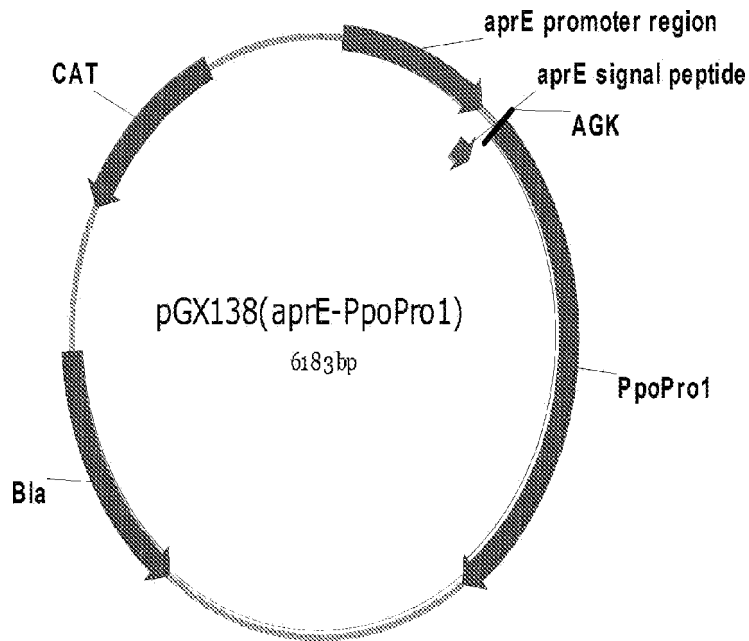 aprE promoter region
CAT
aprE signal peptide
AGK
pGX138(aprE-PpoPro1)
6183bp
PpoPro1
Bla